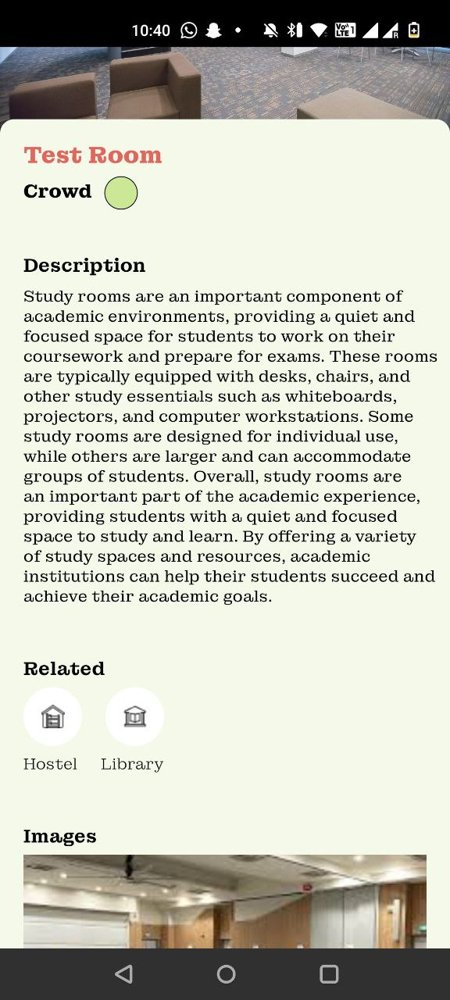 10:40
Vo)) LTE 1
R
Test Room
Crowd
Description
Study rooms are an important component of
academic environments, providing a quiet and
focused space for students to work on their
coursework and prepare for exams. These rooms
are typically equipped with desks, chairs, and
other study essentials such as whiteboards,
projectors, and computer workstations. Some
study rooms are designed for individual use,
while others are larger and can accommodate
groups of students. Overall, study rooms are
an important part of the academic experience,
providing students with a quiet and focused
space to study and learn. By offering a variety
of study spaces and resources, academic
institutions can help their students succeed and
achieve their academic goals.
Related
Hostel Library
Images